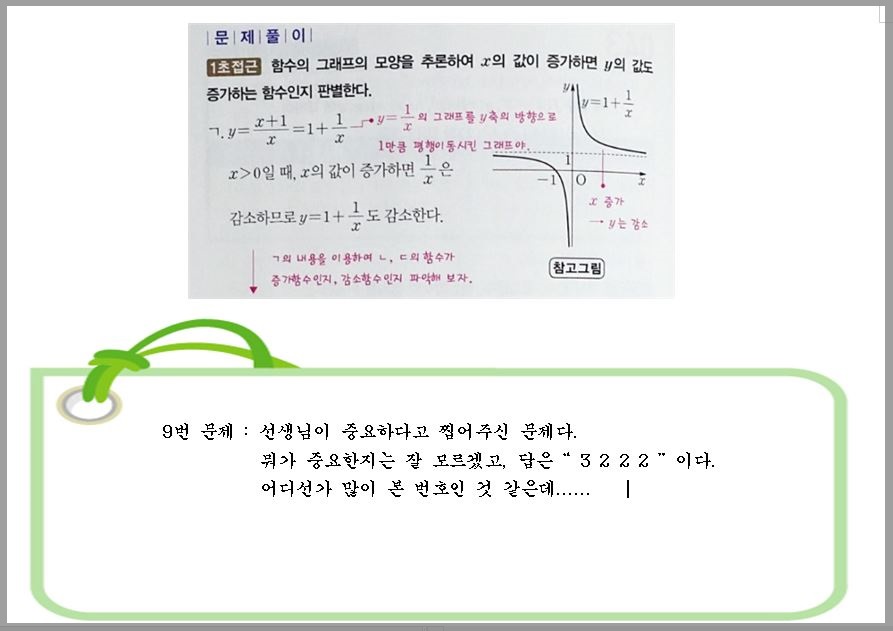 문제풀이
1초접근 함수의 그래프의 모양을 추론하여 x의 값이 증가하면 y의 값도
증가하는 함수인지 판별한다.
ㄱ. y=(x+1)/x=1+1/x
y=1/x의 그래프를 y축의 방향으로
1만큼 평행이동시킨 그래프야.
x>0일 때, x의 값이 증가하면 1/x은
감소하므로 y=1+1/x도 감소한다.
ㄱ의 내용을 이용하여 ㄴ, ㄷ의 함수가
증가함수인지, 감소함수인지 파악해 보자.
y
y=1+1/x
1
-1 O x
x 증가
→ y는 감소
참고그림
9번 문제 : 선생님이 중요하다고 찝어주신 문제다.
뭐가 중요한지는 잘 모르겠고, 답은 “ 3 2 2 2 ” 이다.
어디선가 많이 본 번호인 것 같은데......